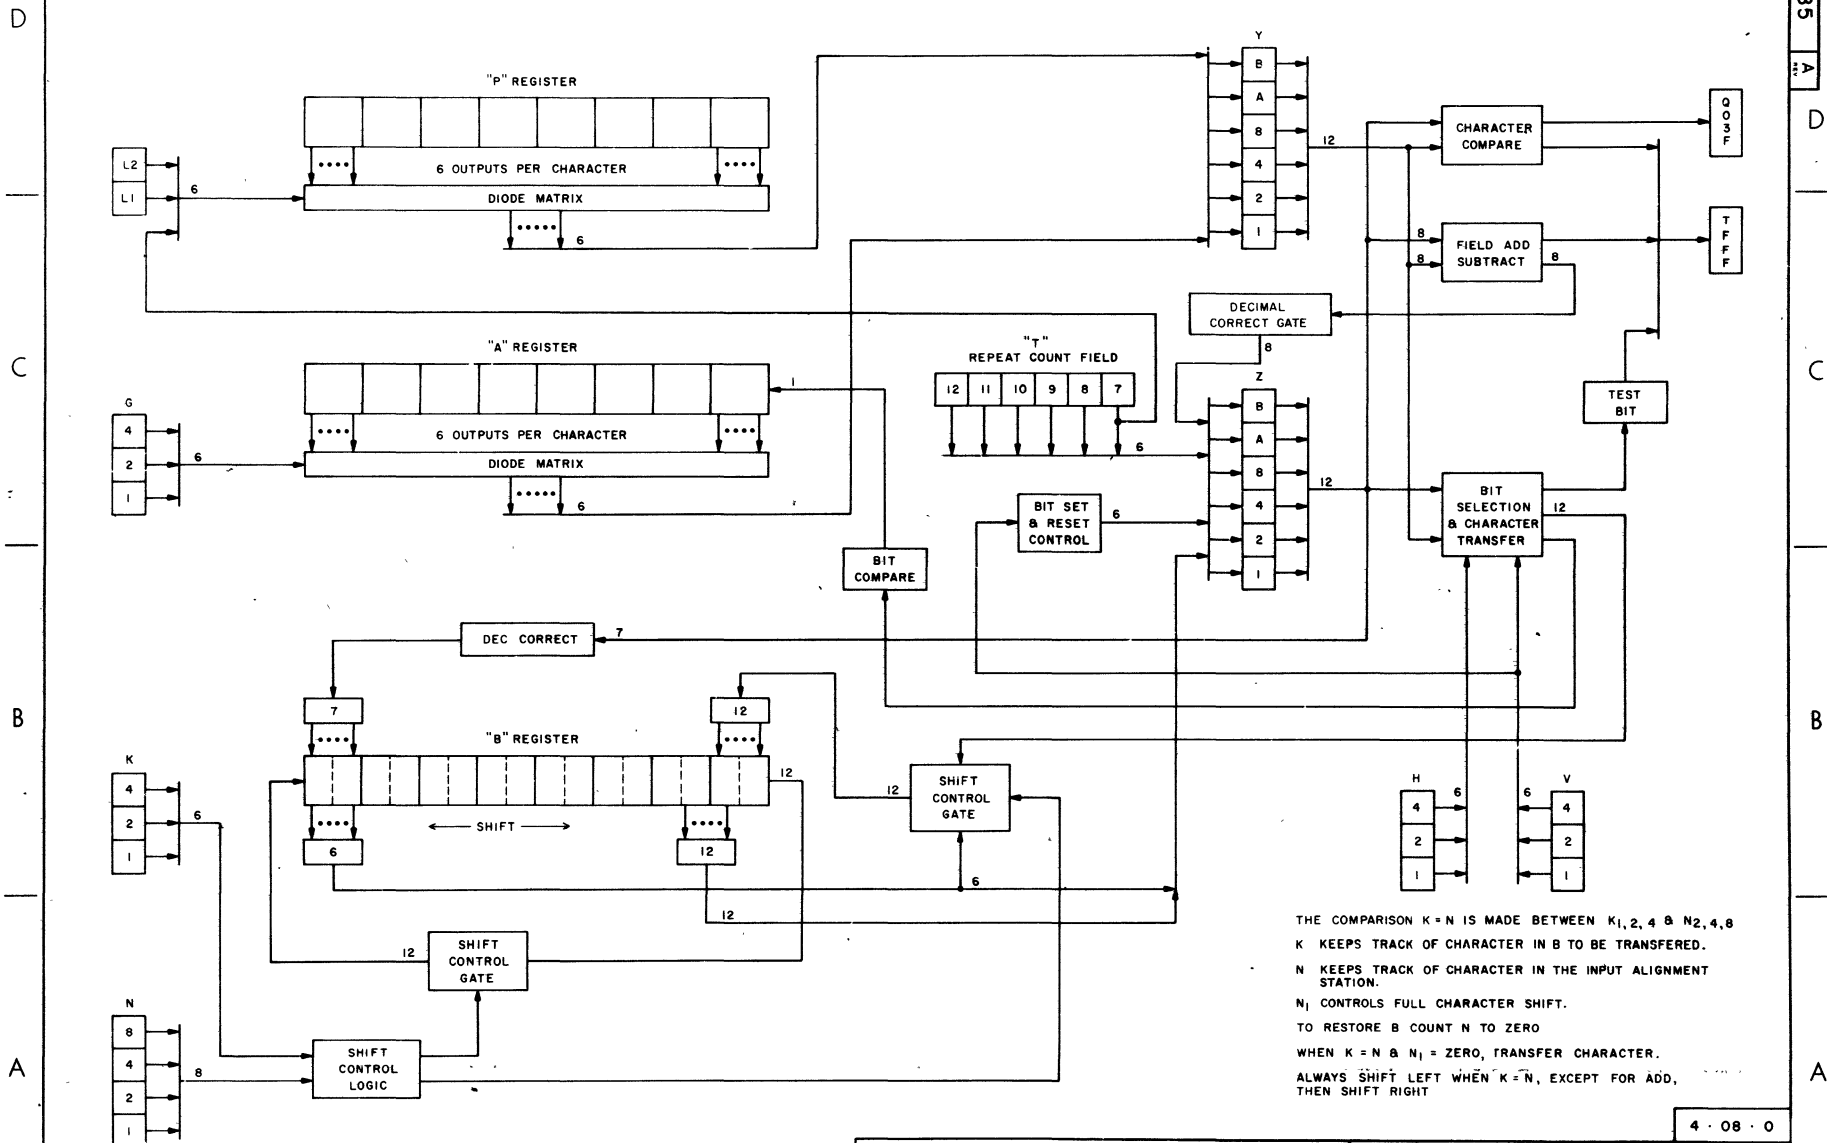 D
35
A
REV
"P" REGISTER
6 OUTPUTS PER CHARACTER
DIODE MATRIX
6
L2
L1
6
Y
B
A
8
4
2
1
12
CHARACTER
COMPARE
Q
0
3
F
D
8
8
FIELD ADD
SUBTRACT
8
T
F
F
F
DECIMAL
CORRECT GATE
8
C
"A" REGISTER
6 OUTPUTS PER CHARACTER
DIODE MATRIX
6
1
G
4
2
1
6
"T"
REPEAT COUNT FIELD
12 11 10 9 8 7
6
Z
B
A
8
4
2
1
12
BIT SET
& RESET
CONTROL
6
BIT
COMPARE
TEST
BIT
BIT
SELECTION
& CHARACTER
TRANSFER
12
C
DEC CORRECT
7
B
7
12
"B" REGISTER
12
SHIFT
6
12
K
4
2
1
6
SHIFT
CONTROL
GATE
12
6
12
H
4
2
1
6
V
4
2
1
6
B
12
SHIFT
CONTROL
GATE
N
8
4
2
1
8
SHIFT
CONTROL
LOGIC
A
THE COMPARISON K = N IS MADE BETWEEN K1,2,4 & N2,4,8
K KEEPS TRACK OF CHARACTER IN B TO BE TRANSFERED.
N KEEPS TRACK OF CHARACTER IN THE INPUT ALIGNMENT
STATION.
N1 CONTROLS FULL CHARACTER SHIFT.
TO RESTORE B COUNT N TO ZERO
WHEN K = N & N1 = ZERO, TRANSFER CHARACTER.
ALWAYS SHIFT LEFT WHEN K = N, EXCEPT FOR ADD,
THEN SHIFT RIGHT
A
4 · 08 · 0